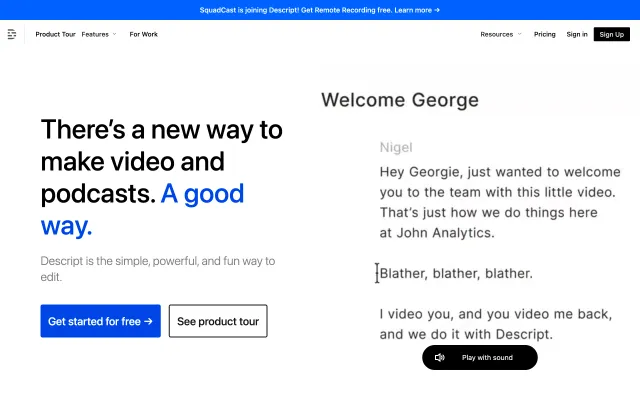 SquadCast is joining Descript! Get Remote Recording free. Learn more →
Product Tour Features For Work Resources Pricing Sign in Sign Up
There’s a new way to
make video and
podcasts. A good
way.
Descript is the simple, powerful, and fun way to
edit.
Get started for free → See product tour
Welcome George
Nigel
Hey Georgie, just wanted to welcome
you to the team with this little video.
That’s just how we do things here
at John Analytics.
Blather, blather, blather.
I video you, and you video me back,
and we do it with Descript.
Play with sound